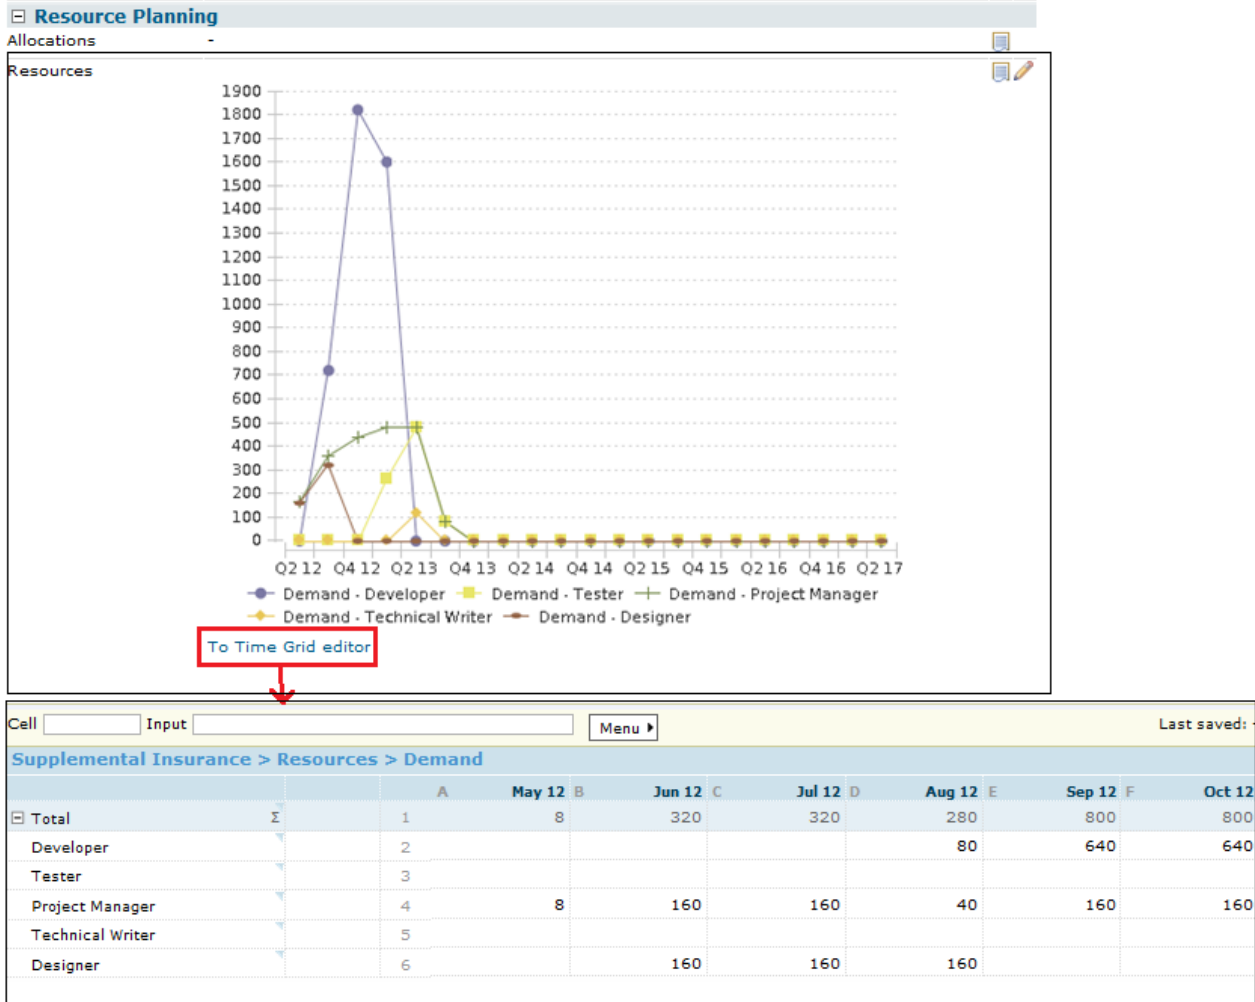 Resource Planning
Allocations -
Resources
1900
1800
1700
1600
1500
1400
1300
1200
1100
1000
900
800
700
600
500
400
300
200
100
0
Q2 12 Q4 12 Q2 13 Q4 13 Q2 14 Q4 14 Q2 15 Q4 15 Q2 16 Q4 16 Q2 17
Demand - Developer Demand - Tester Demand - Project Manager
Demand - Technical Writer Demand - Designer
To Time Grid editor
Cell Input Menu Last saved: -
Supplemental Insurance > Resources > Demand
A May 12 B Jun 12 C Jul 12 D Aug 12 E Sep 12 F Oct 12
Total Σ 1 8 320 320 280 800 800
Developer 2 80 640 640
Tester 3
Project Manager 4 8 160 160 40 160 160
Technical Writer 5
Designer 6 160 160 160